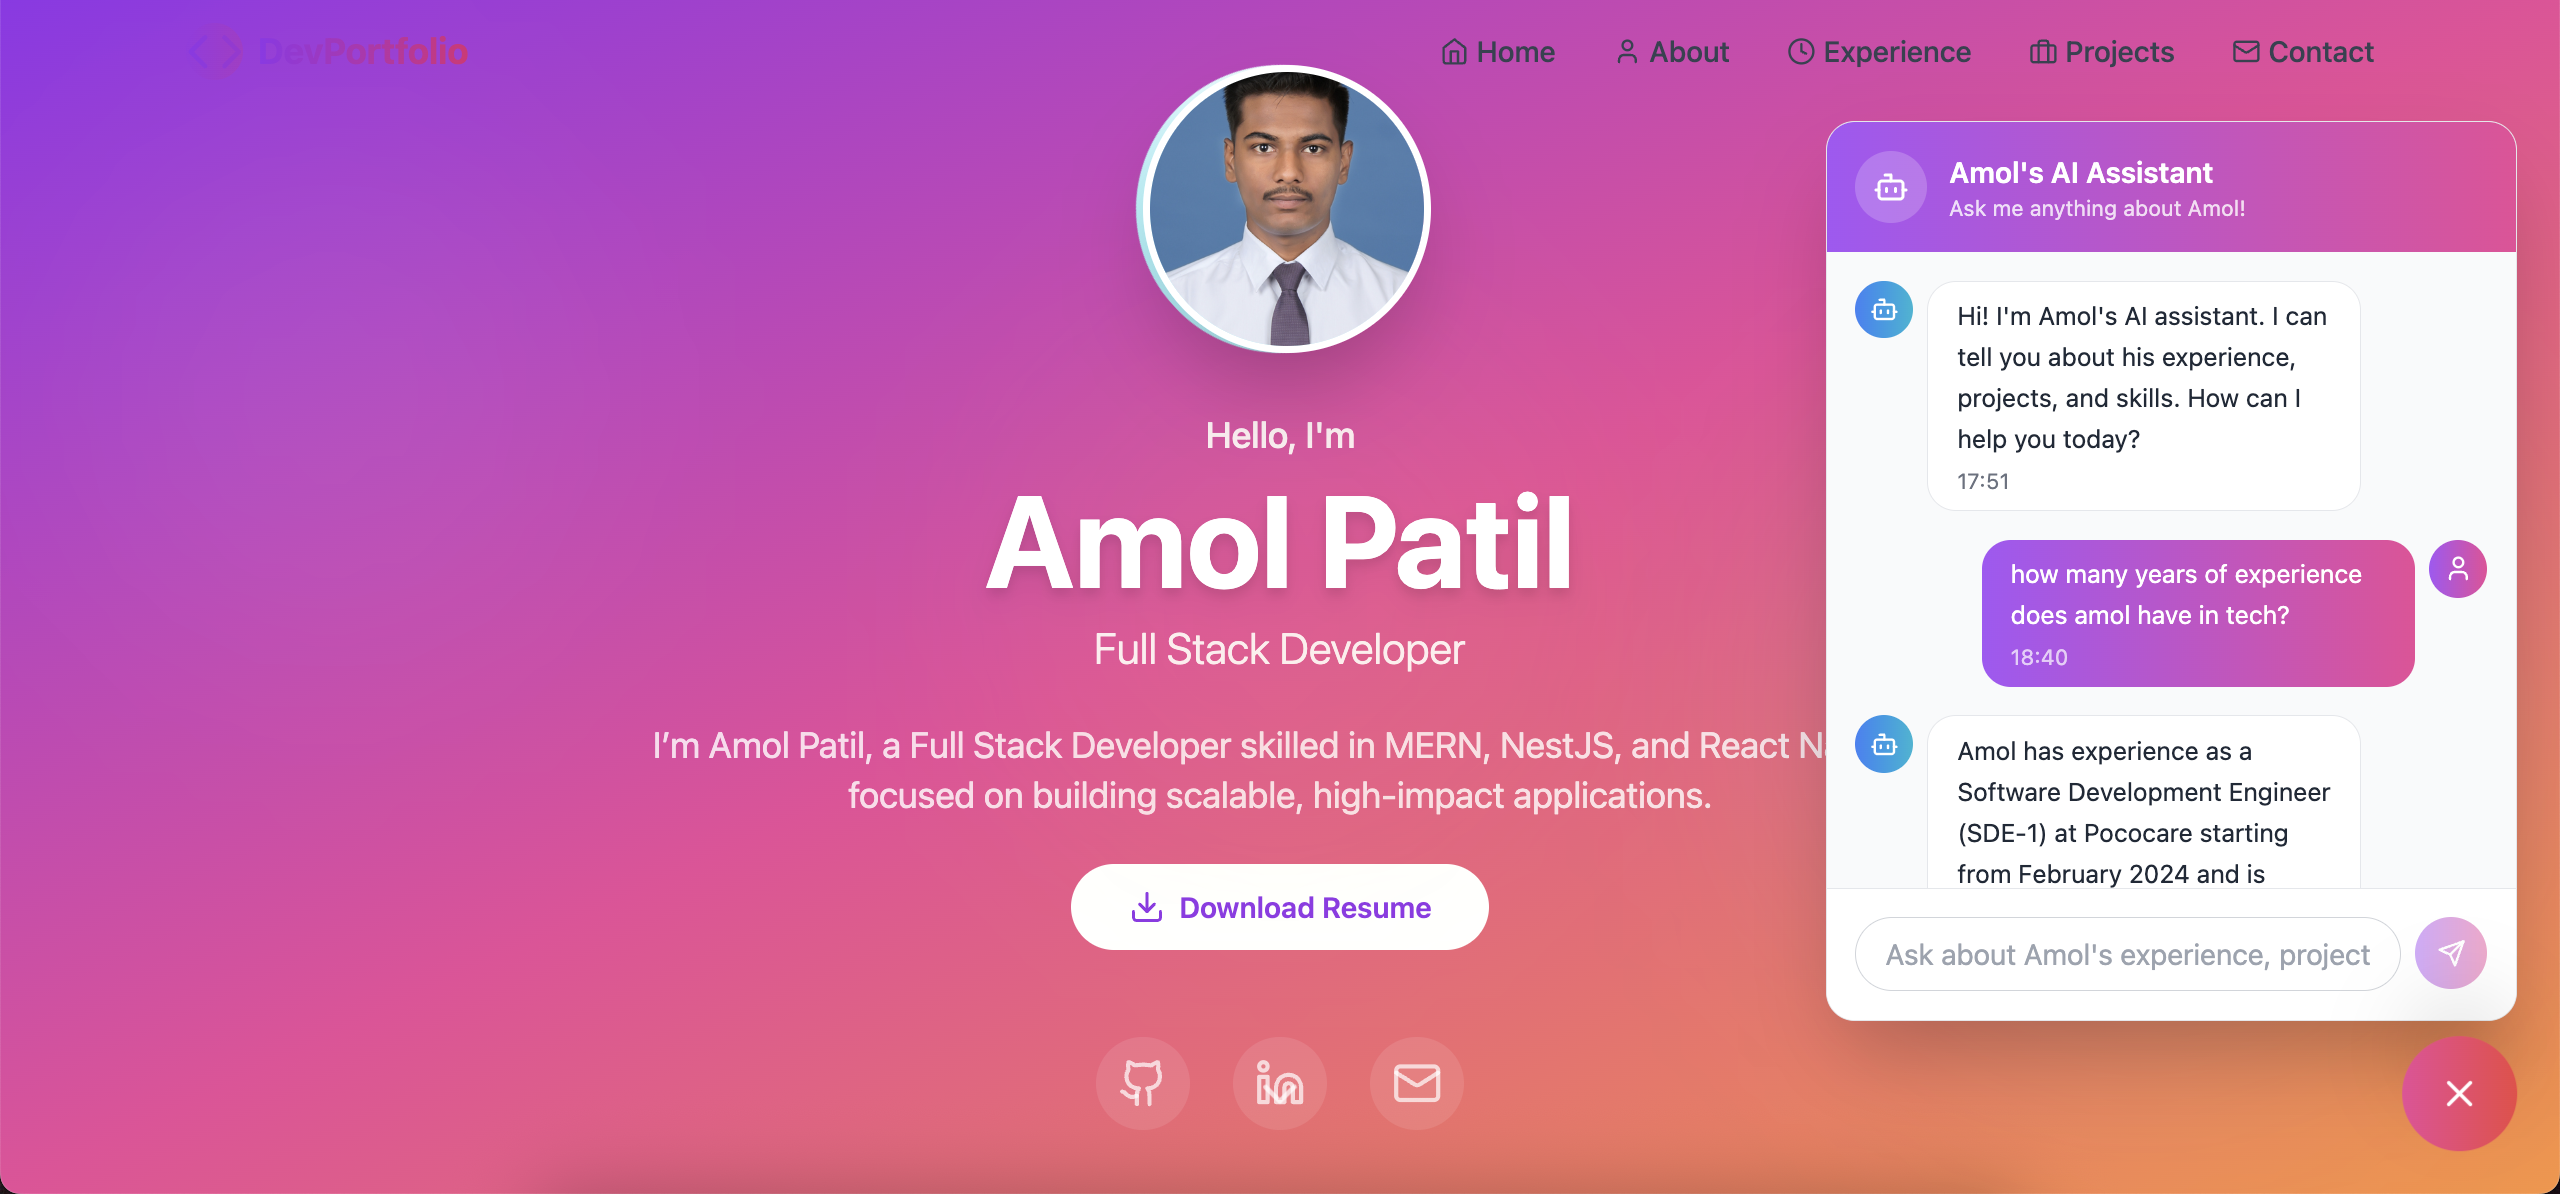 DevPortfolio
Home
About
Experience
Projects
Contact
Hello, I'm
Amol Patil
Full Stack Developer
I’m Amol Patil, a Full Stack Developer skilled in MERN, NestJS, and React
focused on building scalable, high-impact applications.
Download Resume
Amol's AI Assistant
Ask me anything about Amol!
Hi! I'm Amol's AI assistant. I can
tell you about his experience,
projects, and skills. How can I
help you today?
17:51
how many years of experience
does amol have in tech?
18:40
Amol has experience as a
Software Development Engineer
(SDE-1) at Pococare starting
from February 2024 and is
Ask about Amol's experience, project